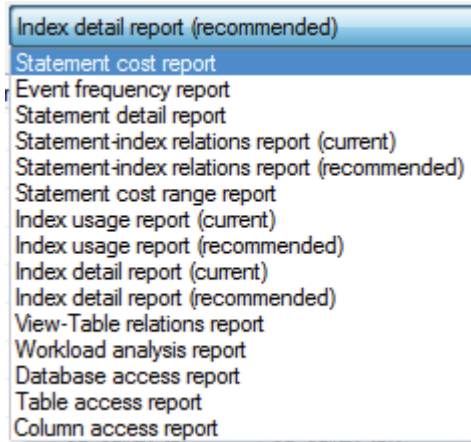 Index detail report (recommended)
Statement cost report
Event frequency report
Statement detail report
Statement-index relations report (current)
Statement-index relations report (recommended)
Statement cost range report
Index usage report (current)
Index usage report (recommended)
Index detail report (current)
Index detail report (recommended)
View-Table relations report
Workload analysis report
Database access report
Table access report
Column access report